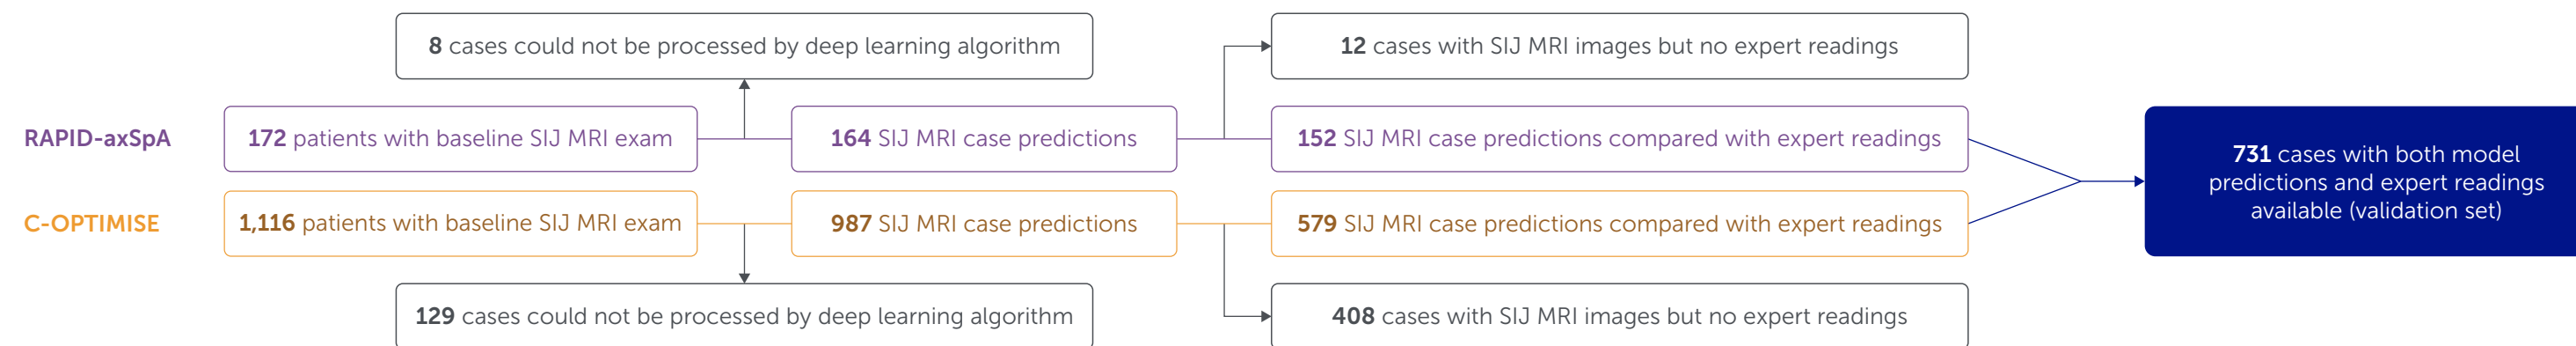 8 cases could not be processed by deep learning algorithm
12 cases with SIJ MRI images but no expert readings
RAPID-axSpA
172 patients with baseline SIJ MRI exam
164 SIJ MRI case predictions
152 SIJ MRI case predictions compared with expert readings
C-OPTIMISE
1,116 patients with baseline SIJ MRI exam
987 SIJ MRI case predictions
579 SIJ MRI case predictions compared with expert readings
731 cases with both model
predictions and expert readings
available (validation set)
129 cases could not be processed by deep learning algorithm
408 cases with SIJ MRI images but no expert readings